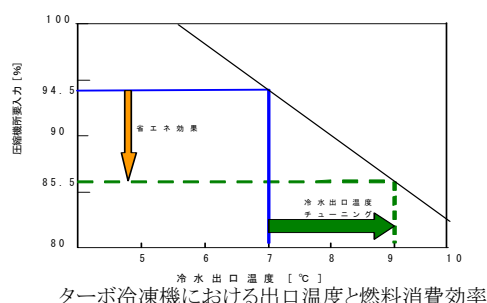 100
94.5
90
85.5
80
圧縮機所要入力 [%]
省エネ効果
冷水出口温度
チューニング
5 6 7 8 9 10
冷水出口温度 [℃]
ターボ冷凍機における出口温度と燃料消費効率